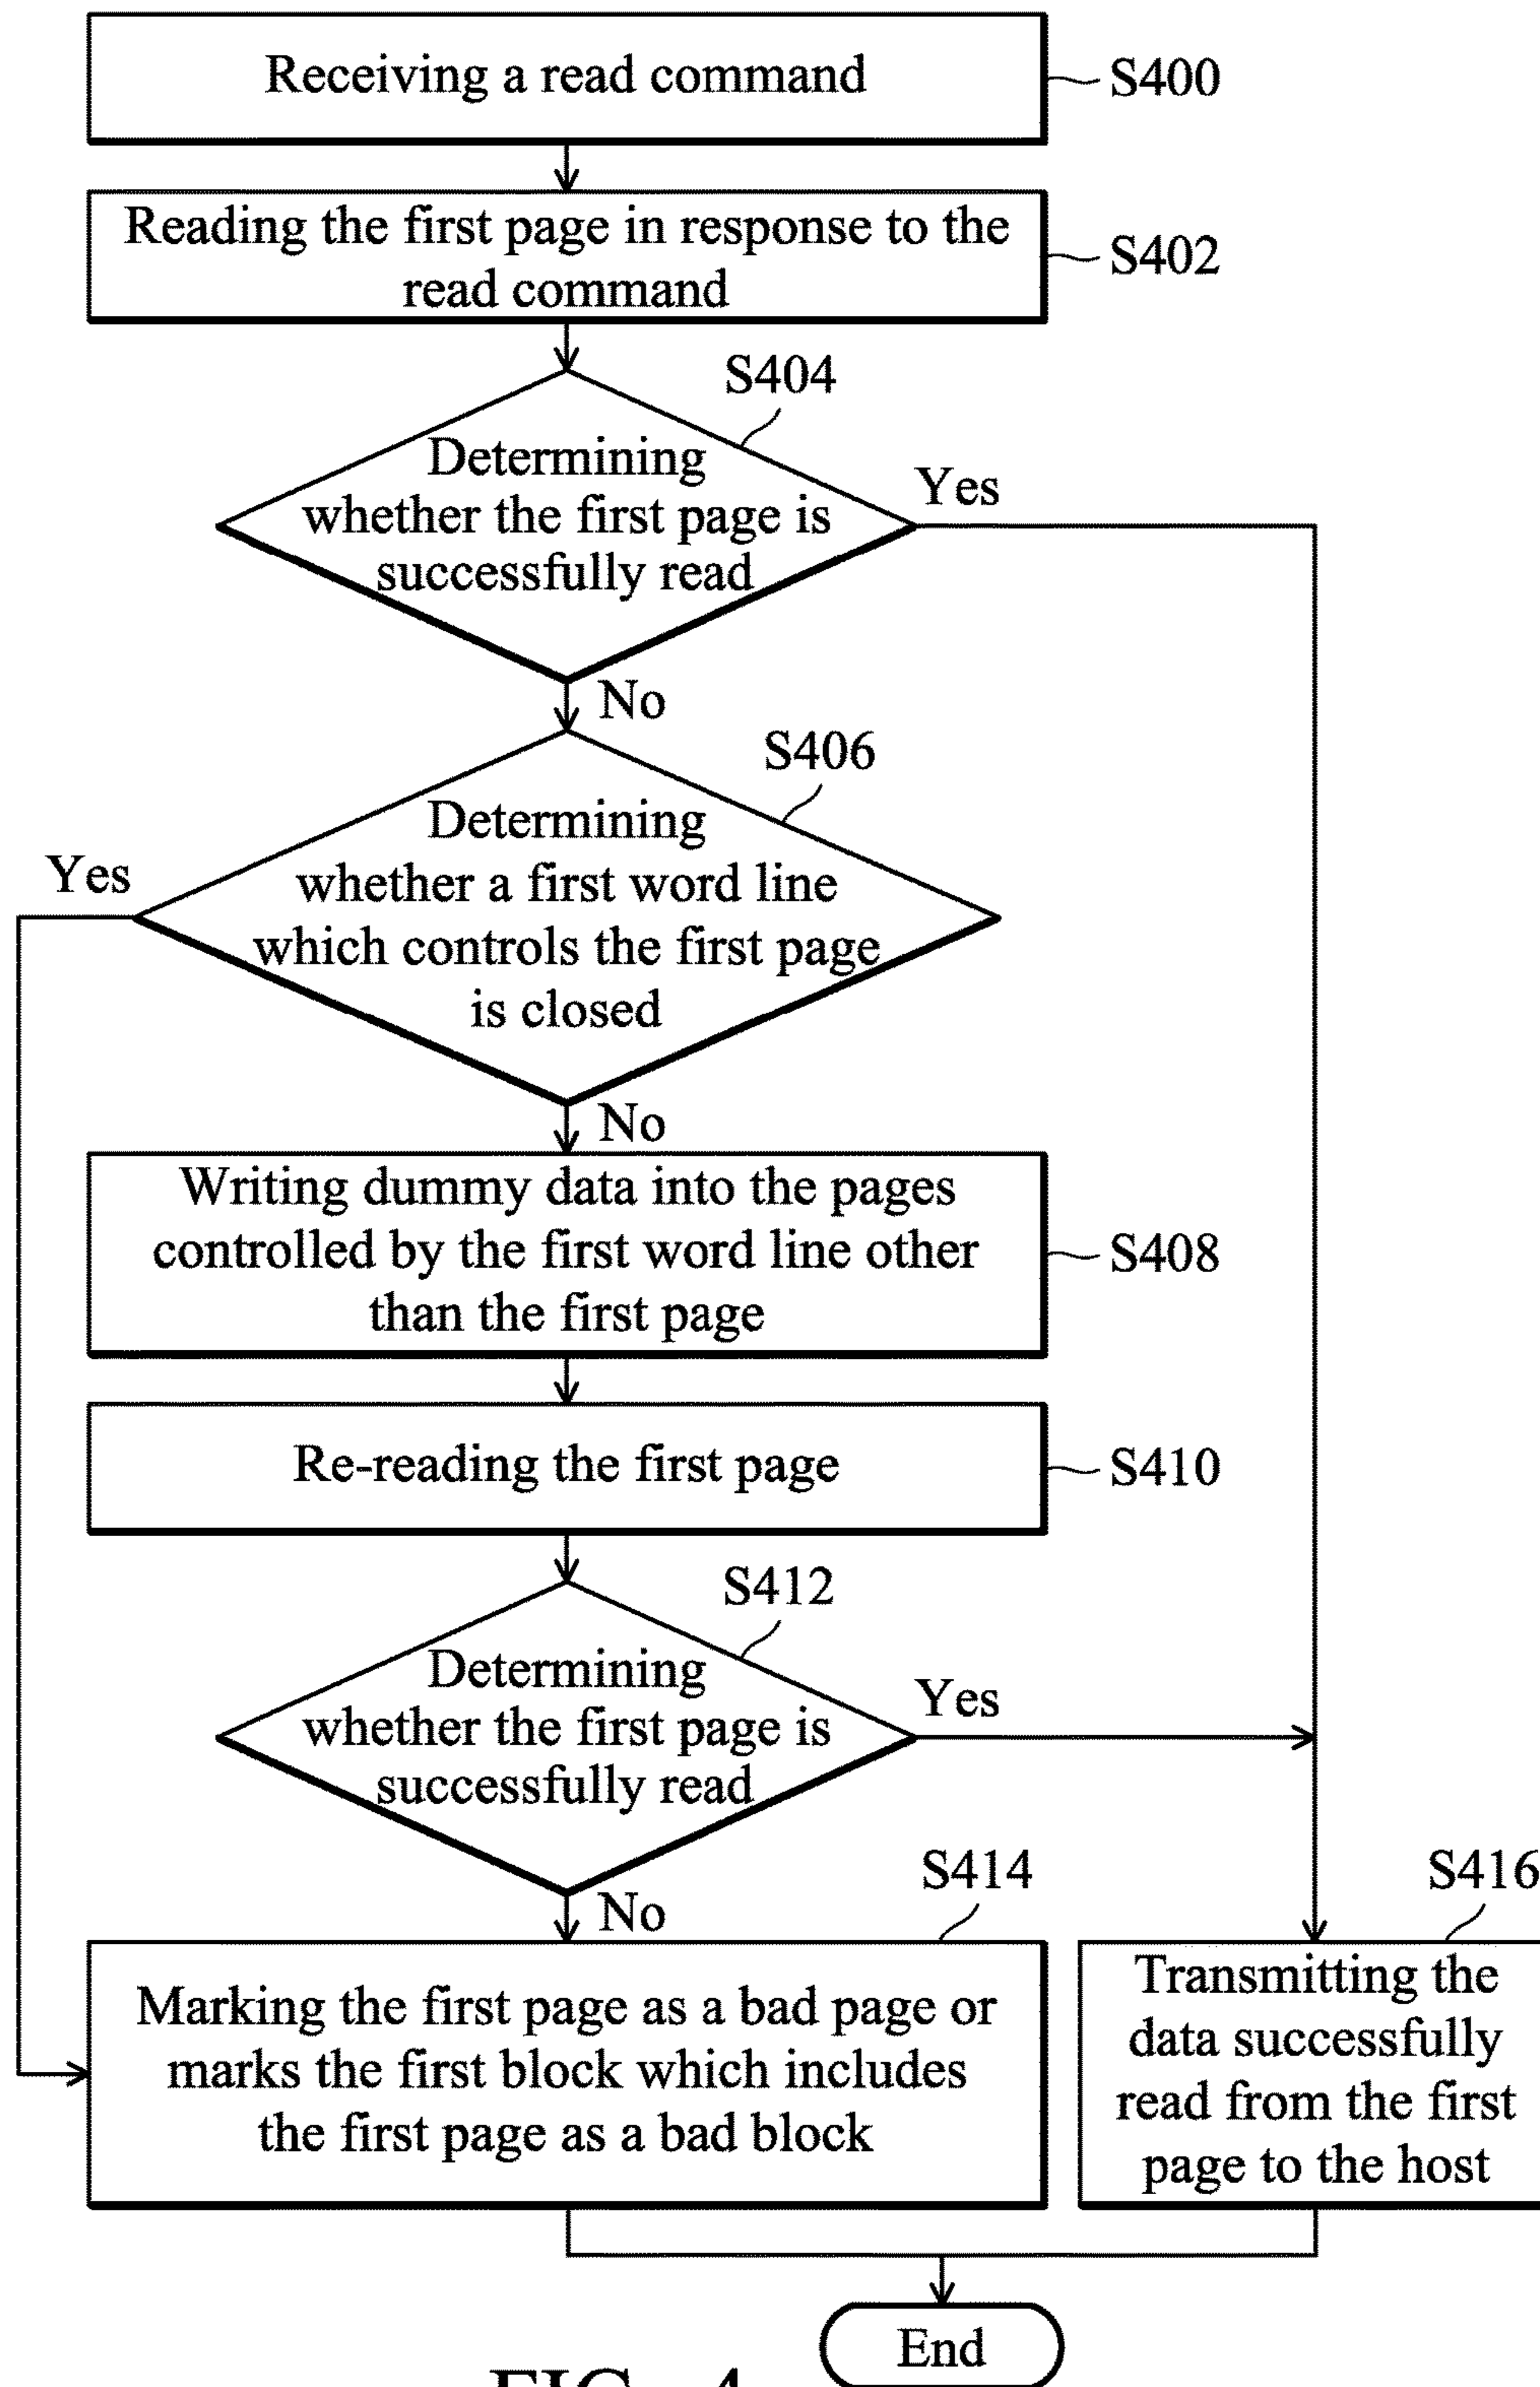 Receiving a read command
S400
Reading the first page in response to the
read command
S402
S404
Determining
whether the first page is
successfully read
Yes
No
S406
Determining
whether a first word line
which controls the first page
is closed
Yes
No
Writing dummy data into the pages
controlled by the first word line other
than the first page
S408
Re-reading the first page
S410
S412
Determining
whether the first page is
successfully read
Yes
No
S414
Marking the first page as a bad page or
marks the first block which includes
the first page as a bad block
S416
Transmitting the
data successfully
read from the first
page to the host
End
FIG. 4